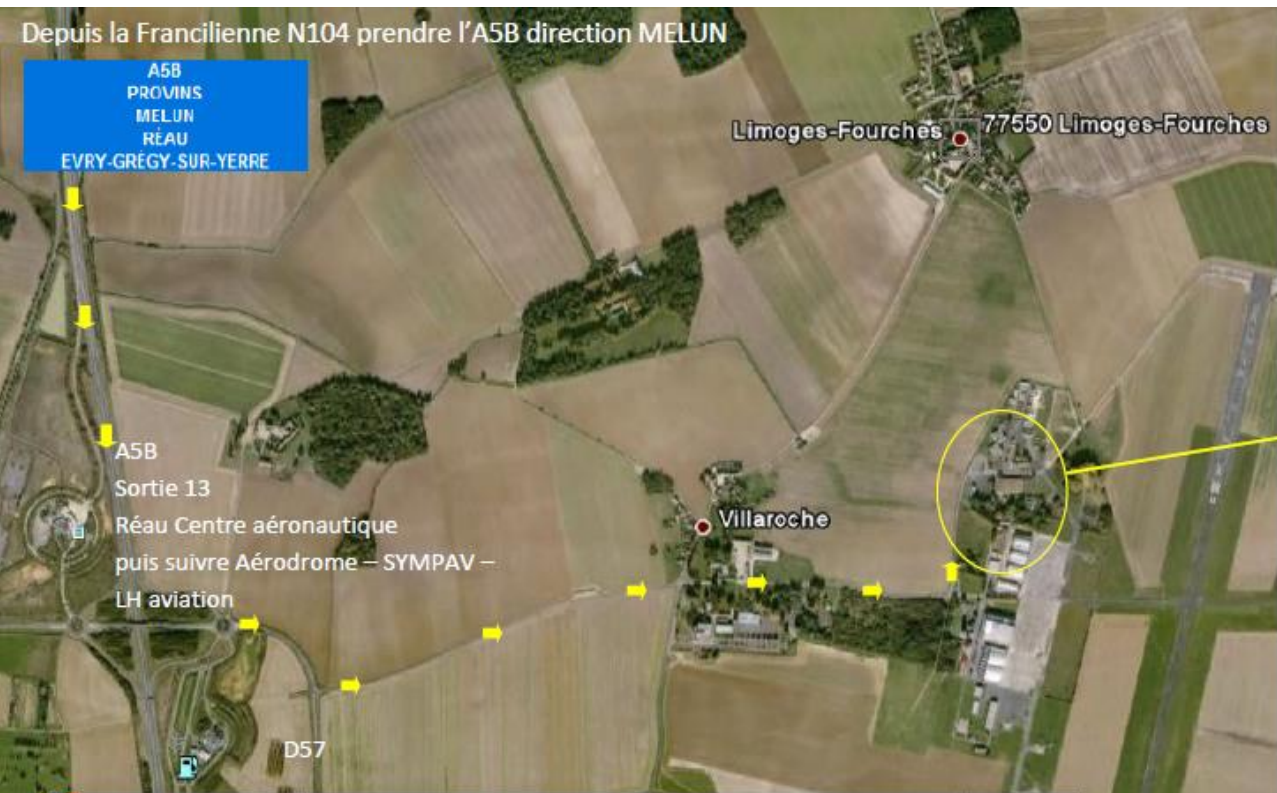 Depuis la Francilienne N104 prendre l’A5B direction MELUN
A5B
PROVINS
MELUN
RÉAU
EVRY-GRÉGY-SUR-YERRE
Limoges-Fourches
77550 Limoges-Fourches
A5B
Sortie 13
Réau Centre aéronautique
puis suivre Aérodrome – SYMPAV –
LH aviation
Villaroche
D57